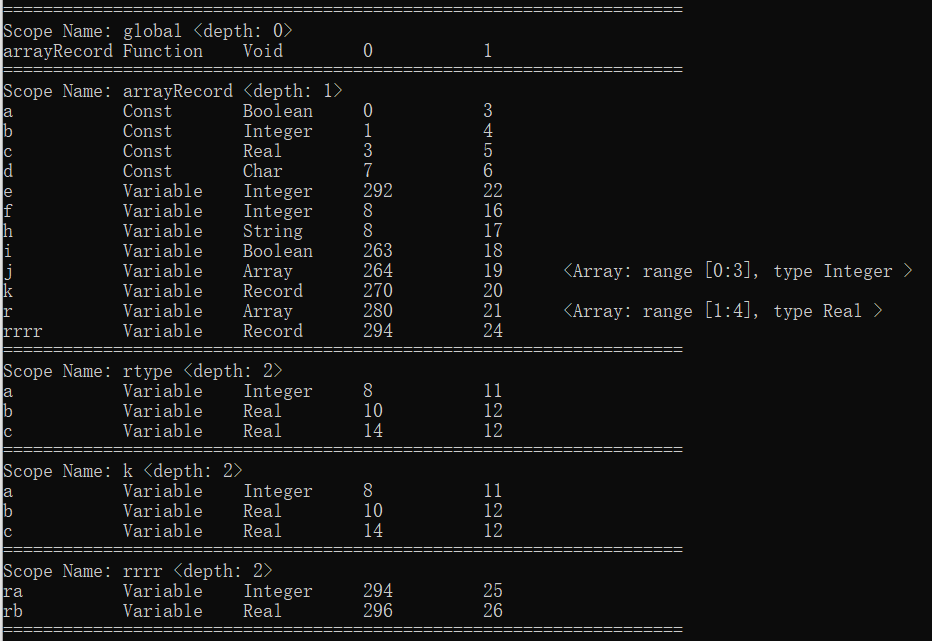 ====================================================================
Scope Name: global <depth: 0>
arrayRecord Function    Void        0           1
====================================================================
Scope Name: arrayRecord <depth: 1>
a           Const       Boolean     0           3
b           Const       Integer     1           4
c           Const       Real        3           5
d           Const       Char        7           6
e           Variable    Integer     292         22
f           Variable    Integer     8           16
h           Variable    String      8           17
i           Variable    Boolean     263         18
j           Variable    Array       264         19      <Array: range [0:3], type Integer >
k           Variable    Record      270         20
r           Variable    Array       280         21      <Array: range [1:4], type Real >
rrrr        Variable    Record      294         24
====================================================================
Scope Name: rtype <depth: 2>
a           Variable    Integer     8           11
b           Variable    Real        10          12
c           Variable    Real        14          12
====================================================================
Scope Name: k <depth: 2>
a           Variable    Integer     8           11
b           Variable    Real        10          12
c           Variable    Real        14          12
====================================================================
Scope Name: rrrr <depth: 2>
ra          Variable    Integer     294         25
rb          Variable    Real        296         26
====================================================================